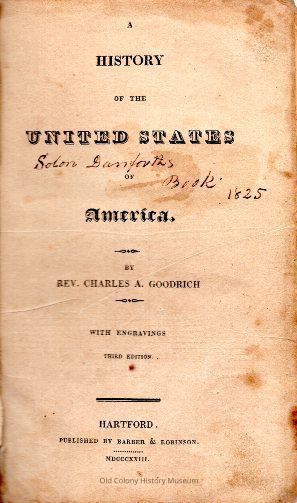 A
HISTORY
OF THE
UNITED STATES
Solon Danforths
OF
Book
1825
America.
BY
REV. CHARLES A. GOODRICH
WITH ENGRAVINGS
THIRD EDITION.
HARTFORD.
PUBLISHED BY BARBER & ROBINSON.
MDCCCXXIII.
Old Colony History Museum